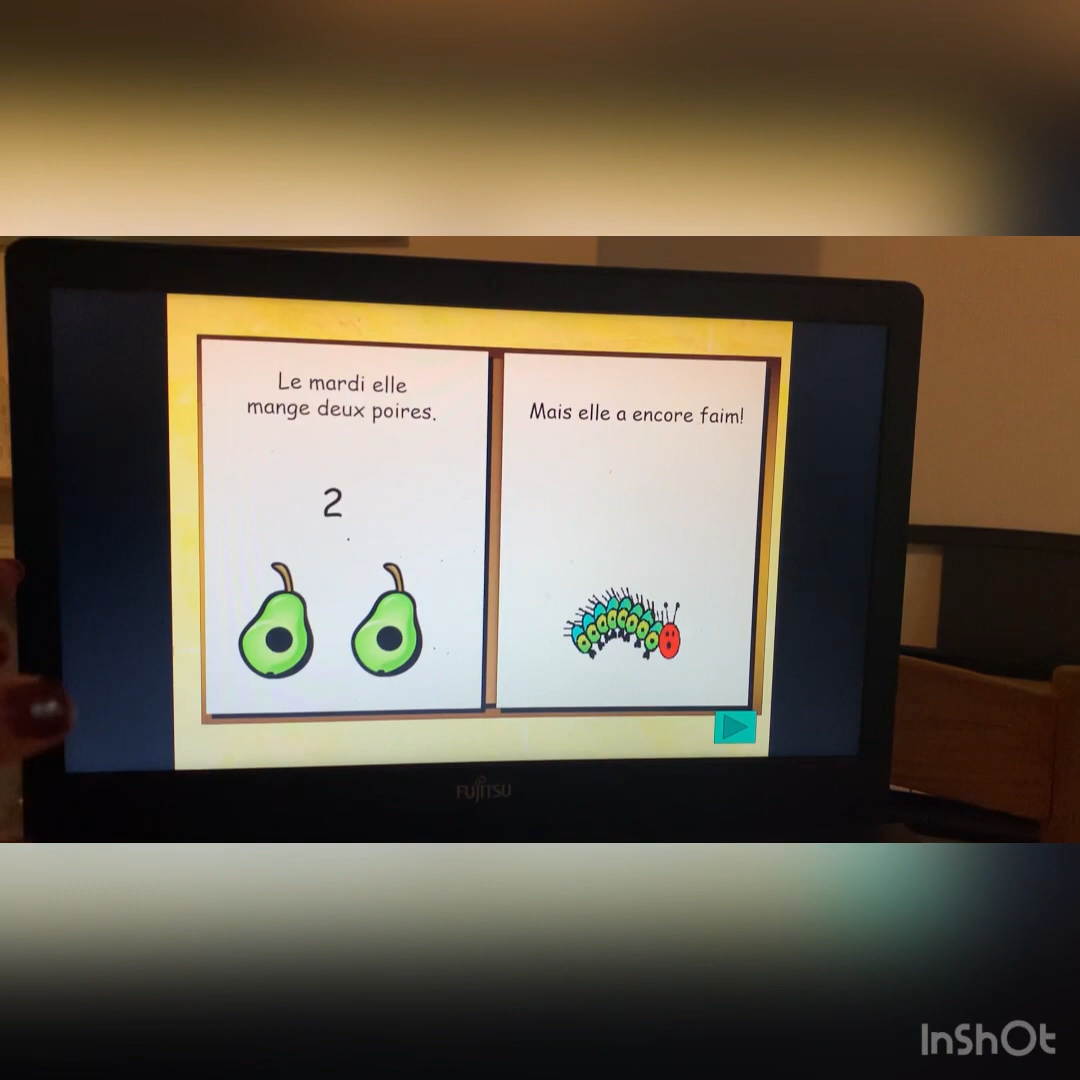 Le mardi elle
mange deux poires.
2
Mais elle a encore faim!
FUJITSU
InShOt